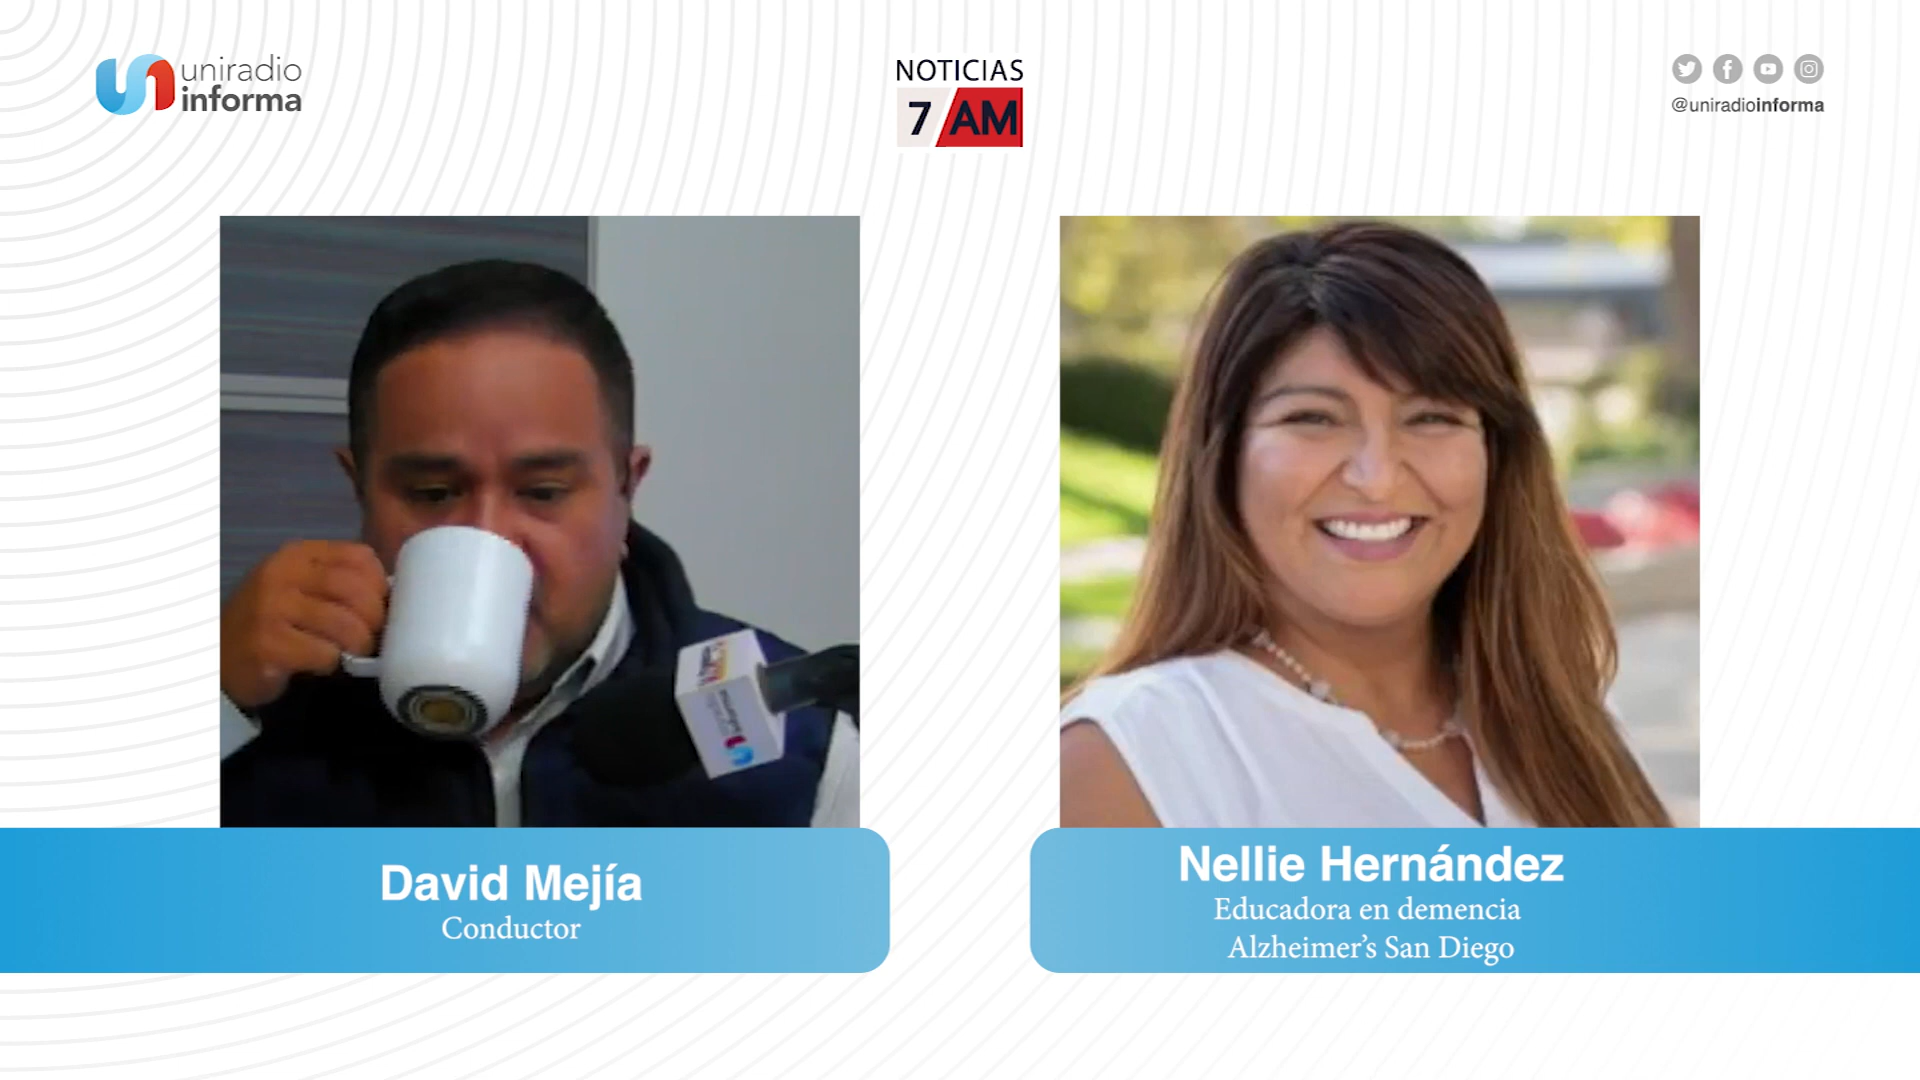 uniradio
informa
NOTICIAS
7 AM
@uniradioinforma
David Mejía
Conductor
Nellie Hernández
Educadora en demencia
Alzheimer’s San Diego